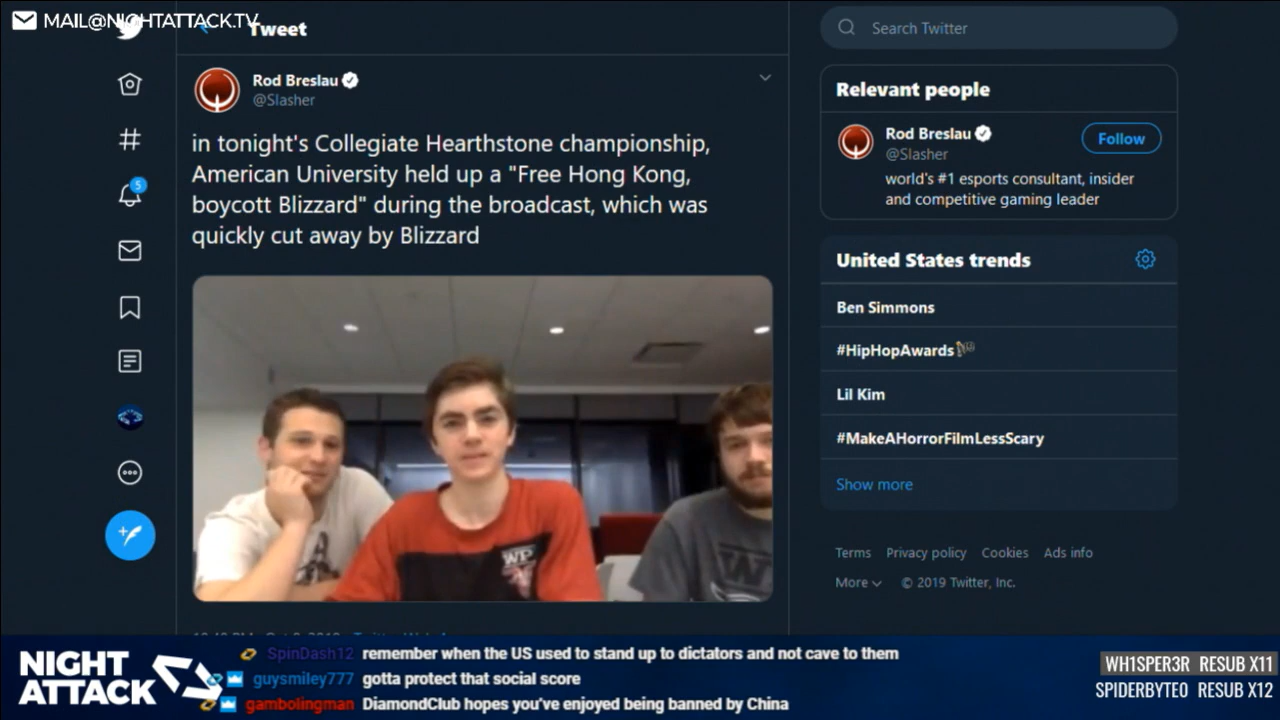 MAIL@NIGHTATTACK.TV
Tweet
Search Twitter
Rod Breslau
@Slasher
in tonight's Collegiate Hearthstone championship,
American University held up a "Free Hong Kong,
boycott Blizzard" during the broadcast, which was
quickly cut away by Blizzard
WP
W
5
Relevant people
Rod Breslau
@Slasher
Follow
world's #1 esports consultant, insider
and competitive gaming leader
United States trends
Ben Simmons
#HipHopAwards
Lil Kim
#MakeAHorrorFilmLessScary
Show more
Terms Privacy policy Cookies Ads info
More © 2019 Twitter, Inc.
NIGHT
ATTACK
SpinDash12 remember when the US used to stand up to dictators and not cave to them
guysmiley777 gotta protect that social score
gambolingman DiamondClub hopes you've enjoyed being banned by China
WH1SPER3R RESUB X11
SPIDERBYTE0 RESUB X12